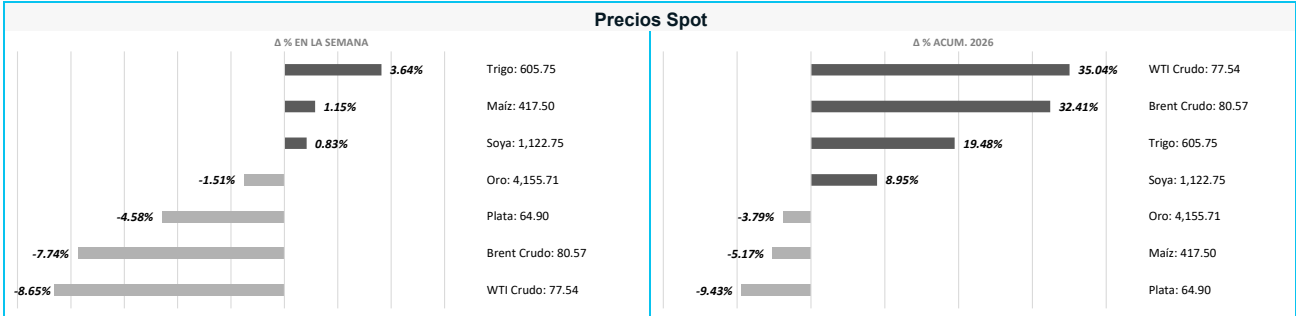 Precios Spot
Δ % EN LA SEMANA
3.64% Trigo: 605.75
1.15% Maíz: 417.50
0.83% Soya: 1,122.75
-1.51% Oro: 4,155.71
-4.58% Plata: 64.90
-7.74% Brent Crudo: 80.57
-8.65% WTI Crudo: 77.54
Δ % ACUM. 2026
35.04% WTI Crudo: 77.54
32.41% Brent Crudo: 80.57
19.48% Trigo: 605.75
8.95% Soya: 1,122.75
-3.79% Oro: 4,155.71
-5.17% Maíz: 417.50
-9.43% Plata: 64.90